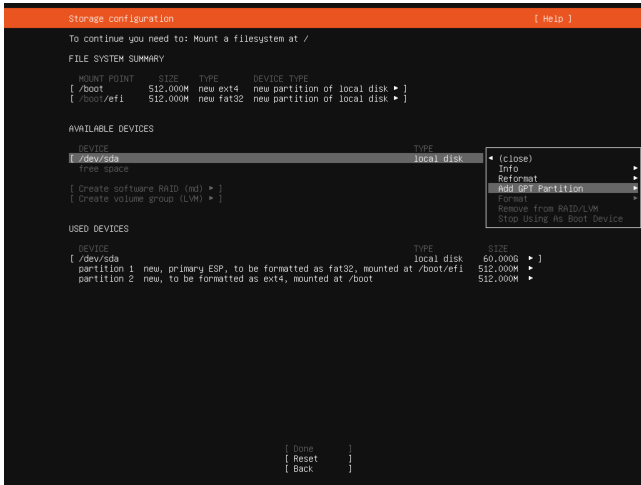 Storage configuration [ Help ]
To continue you need to: Mount a filesystem at /
FILE SYSTEM SUMMARY
MOUNT POINT SIZE TYPE DEVICE TYPE
[ /boot 512.000M new ext4 new partition of local disk ► ]
[ /boot/efi 512.000M new fat32 new partition of local disk ► ]
AVAILABLE DEVICES
DEVICE TYPE
[ /dev/sda local disk
free space
[ Create software RAID (md) ► ]
[ Create volume group (LVM) ► ]
◄ (close)
Info ►
Reformat ►
Add GPT Partition ►
Format ►
Remove from RAID/LVM
Stop Using As Boot Device
USED DEVICES
DEVICE TYPE SIZE
[ /dev/sda local disk 60.000G ► ]
partition 1 new, primary ESP, to be formatted as fat32, mounted at /boot/efi 512.000M ►
partition 2 new, to be formatted as ext4, mounted at /boot 512.000M ►
[ Done ]
[ Reset ]
[ Back ]